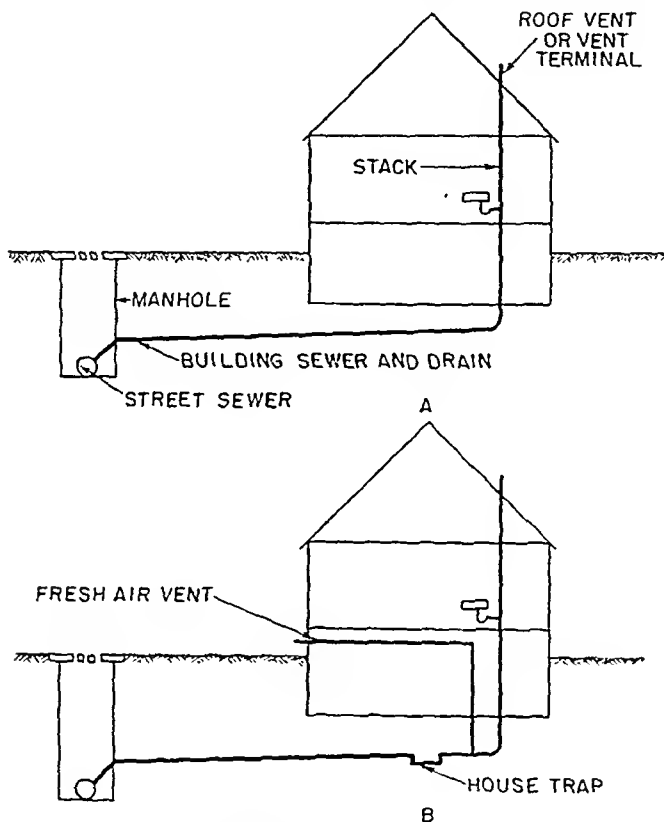 ROOF VENT
OR VENT
TERMINAL
STACK
MANHOLE
BUILDING SEWER AND DRAIN
STREET SEWER
A
FRESH AIR VENT
HOUSE TRAP
B